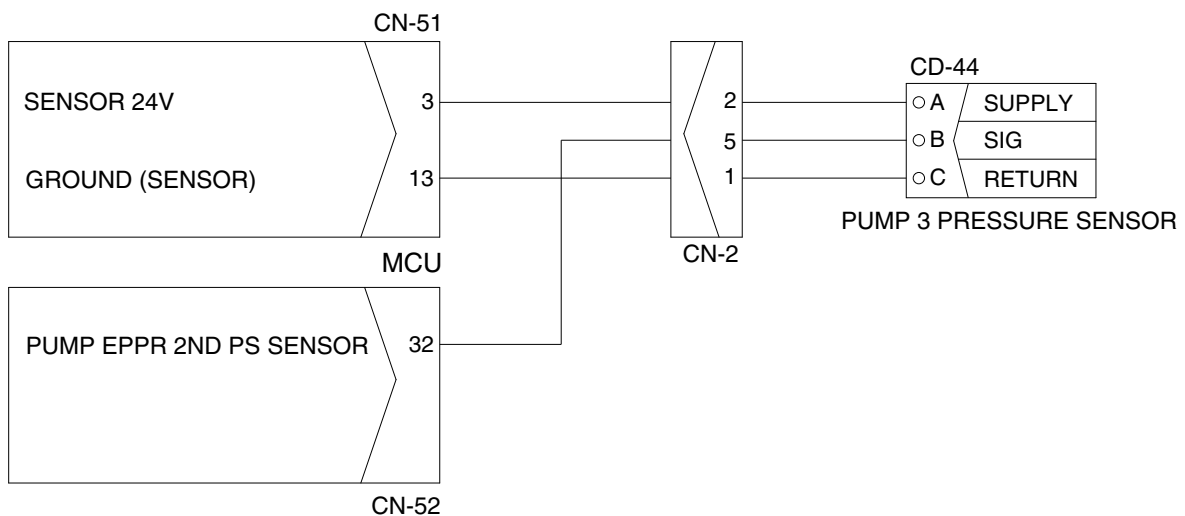 CN-51
SENSOR 24V 3 2
CD-44
A SUPPLY
5 B SIG
GROUND (SENSOR) 13 1 C RETURN
PUMP 3 PRESSURE SENSOR
CN-2
MCU
PUMP EPPR 2ND PS SENSOR 32
CN-52